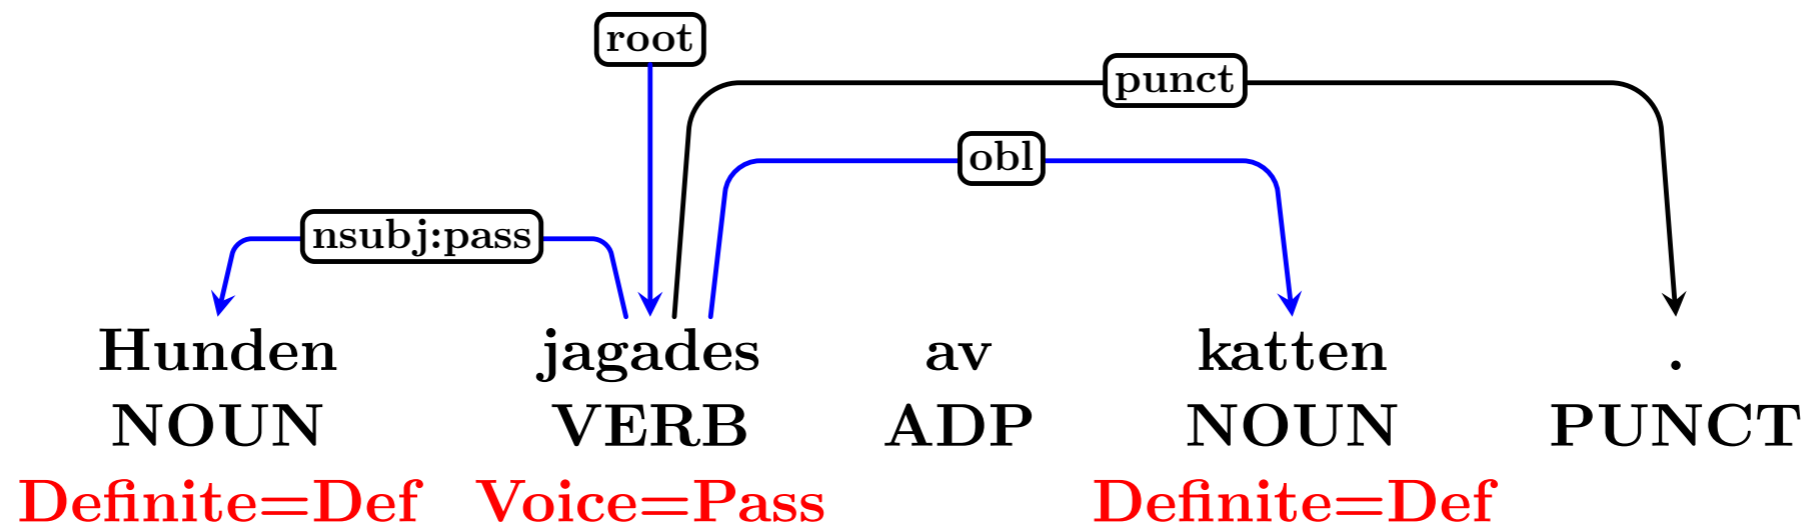 root
punct
obl
nsubj:pass
Hunden jagades av katten .
NOUN VERB ADP NOUN PUNCT
Definite=Def Voice=Pass Definite=Def